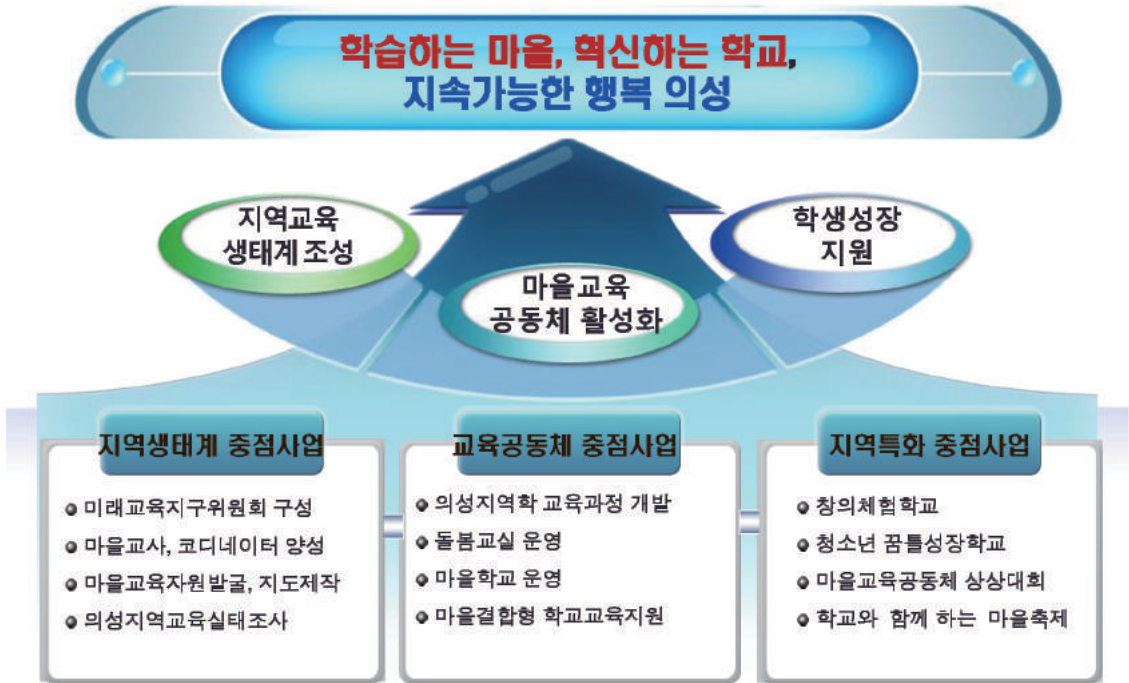 학습하는 마을, 혁신하는 학교,
지속가능한 행복 의성
지역교육
생태계조성
마을교육
공동체 활성화
학생성장
지원
지역생태계 중점사업
미래교육지구위원회 구성
마을교사, 코디네이터 양성
마을교육자원발굴, 지도제작
의성지역교육실태조사
교육공동체 중점사업
의성지역학 교육과정 개발
돌봄교실 운영
마을학교 운영
마을결합형 학교교육지원
지역특화 중점사업
창의체험학교
청소년 꿈틀성장학교
마을교육공동체 상상대회
학교와 함께 하는 마을축제